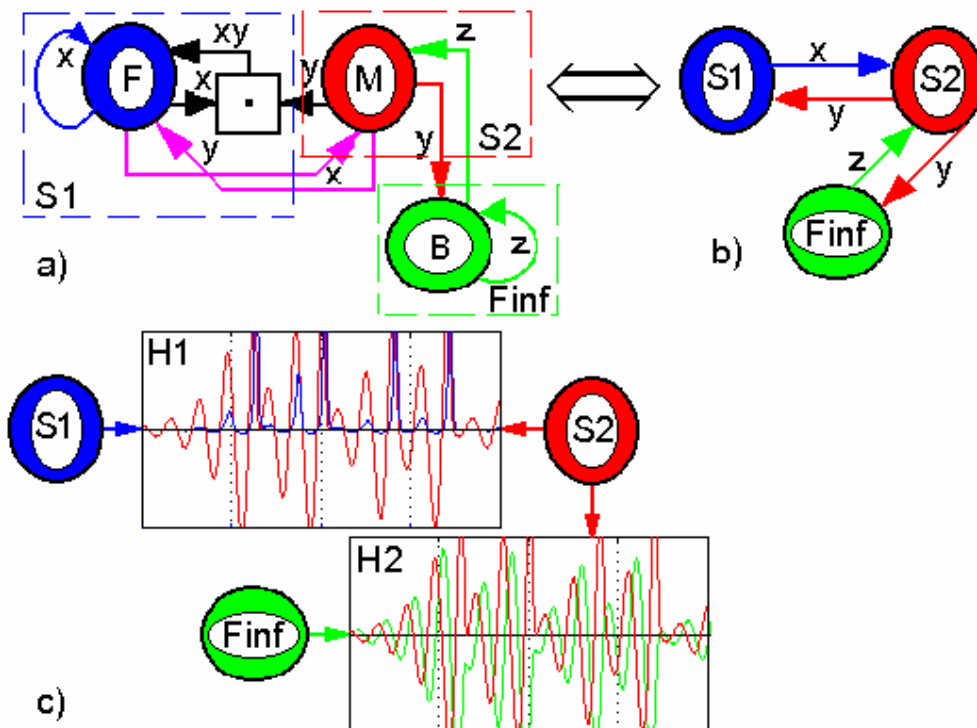 x
F
xy
x
·
y
M
z
S2
y
y
x
S1
B
z
Finf
a)
S1
x
S2
y
z
y
Finf
b)
H1
S1
S2
H2
Finf
c)